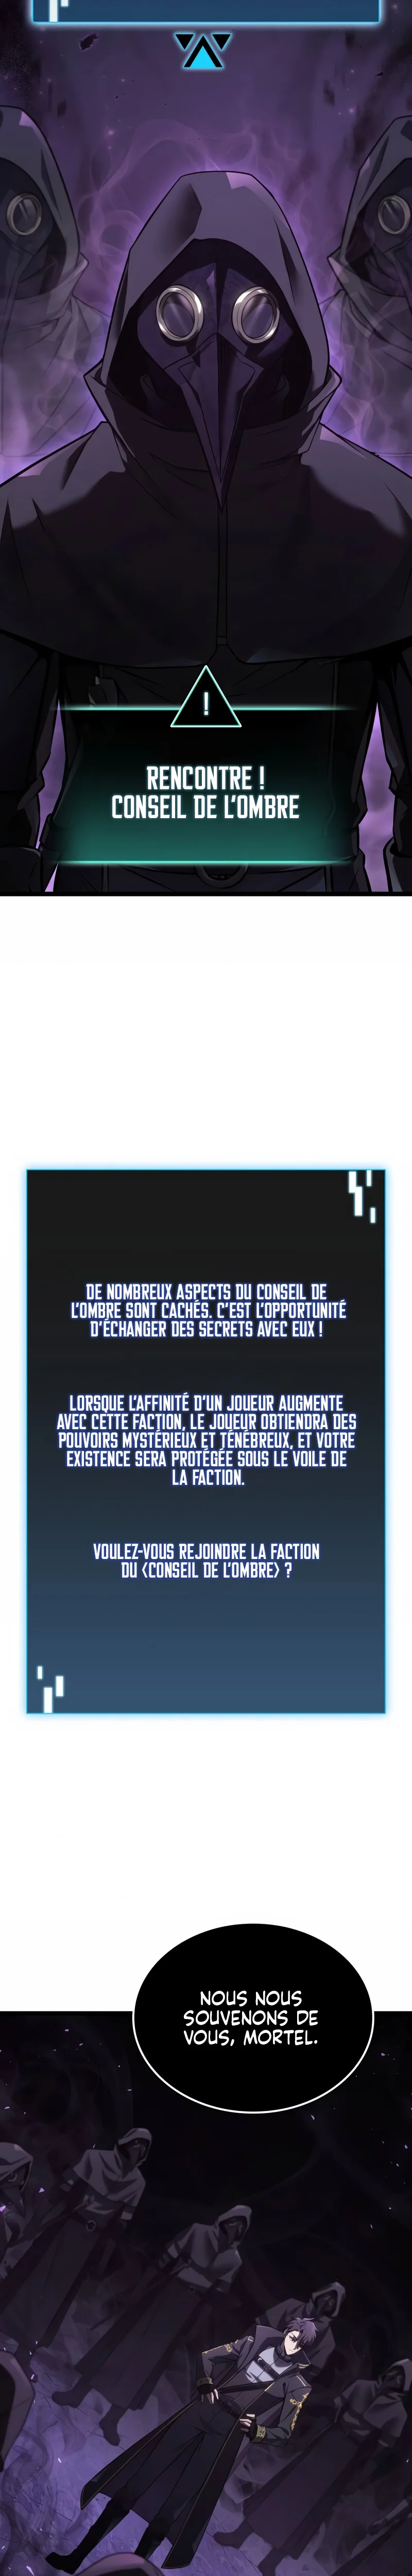 !
RENCONTRE !
CONSEIL DE L'OMBRE
DE NOMBREUX ASPECTS DU CONSEIL DE
L'OMBRE SONT CACHÉS. C'EST L'OPPORTUNITÉ
D'ÉCHANGER DES SECRETS AVEC EUX !
LORSQUE L'AFFINITÉ D'UN JOUEUR AUGMENTE
AVEC CETTE FACTION, LE JOUEUR OBTIENDRA DES
POUVOIRS MYSTÉRIEUX ET TÉNÉBREUX, ET VOTRE
EXISTENCE SERA PROTÉGÉE SOUS LE VOILE DE
LA FACTION.
VOULEZ-VOUS REJOINDRE LA FACTION
DU <CONSEIL DE L'OMBRE> ?
NOUS NOUS
SOUVENONS DE
VOUS, MORTEL.